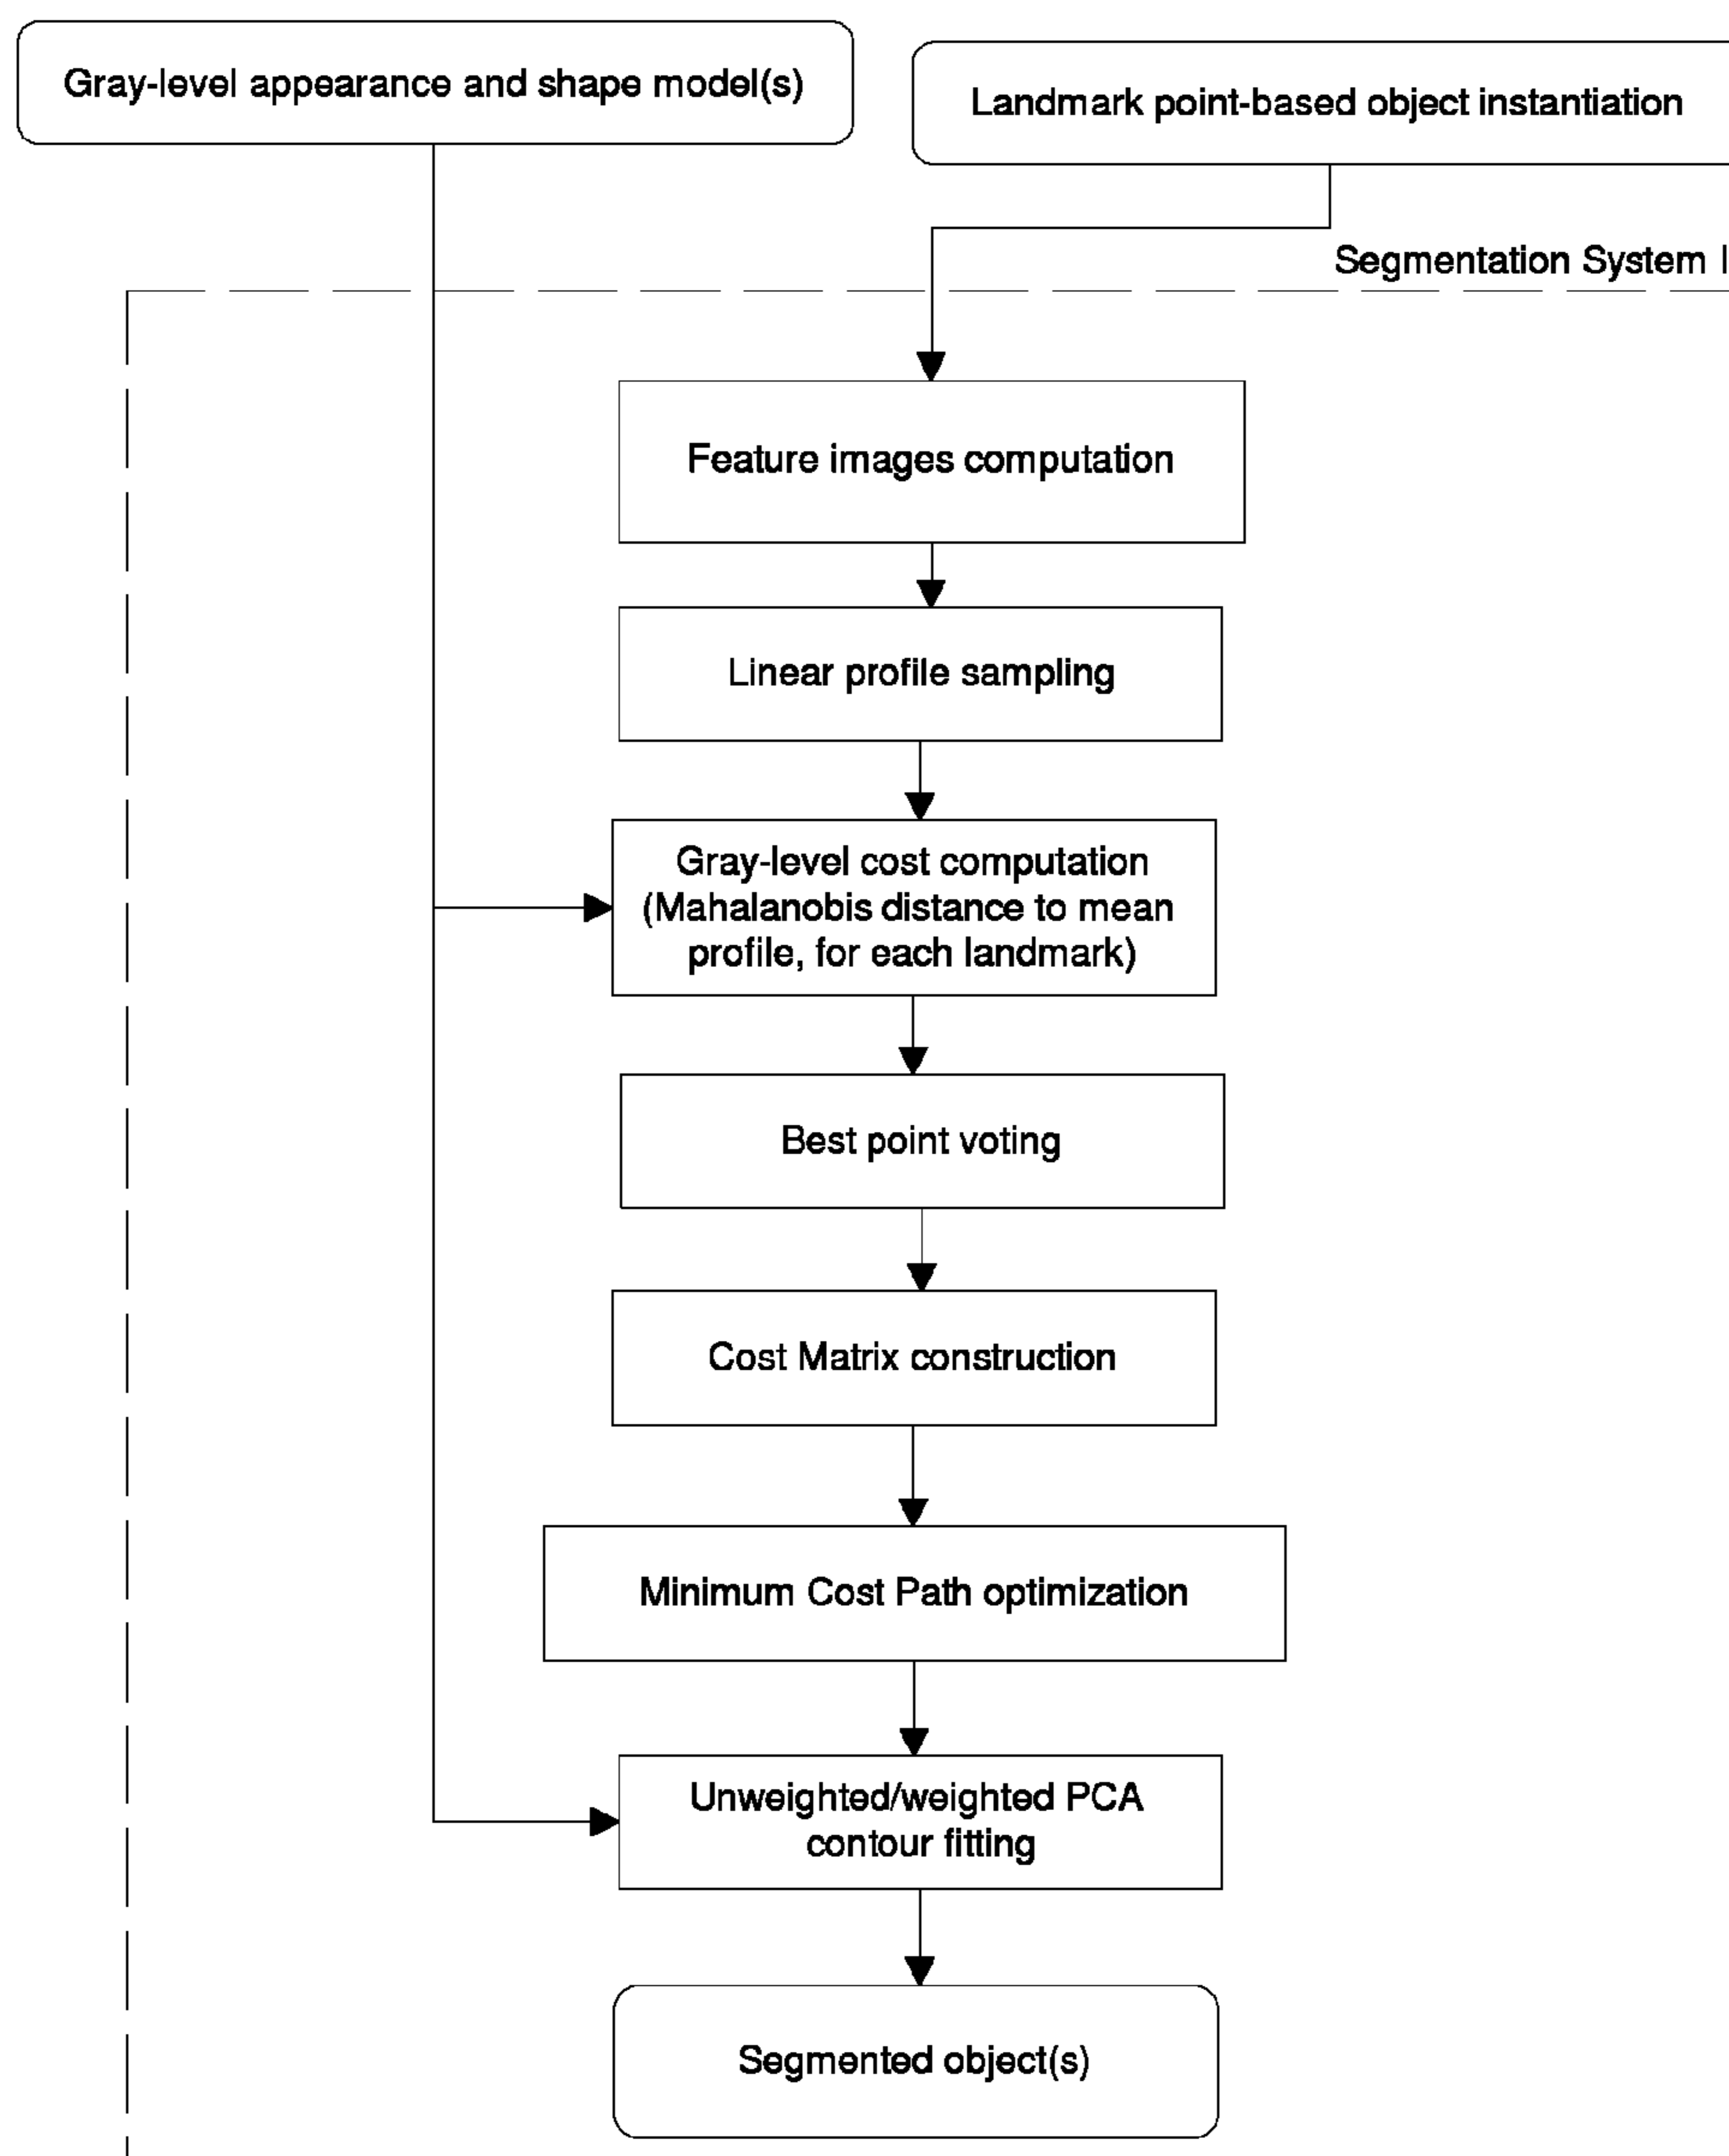 Gray-level appearance and shape model(s)
Landmark point-based object instantiation
Segmentation System I
Feature images computation
Linear profile sampling
Gray-level cost computation
(Mahalanobis distance to mean
profile, for each landmark)
Best point voting
Cost Matrix construction
Minimum Cost Path optimization
Unweighted/weighted PCA
contour fitting
Segmented object(s)